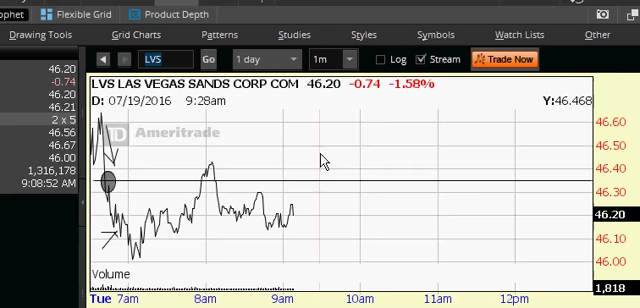 ophet
Flexible Grid
Product Depth
Drawing Tools Grid Charts Patterns Studies Styles Symbols Watch Lists Other
LVS Go 1 day 1m Log Stream Trade Now
46.20
-0.74
46.20
46.21
2 x 5
46.56
46.67
46.00
1,316,178
9:08:52 AM
LVS LAS VEGAS SANDS CORP COM 46.20 -0.74 -1.58%
D: 07/19/2016 9:28am Y:46.468
TD Ameritrade
46.60
46.50
46.40
46.30
46.20
46.10
46.00
Volume
1,818
Tue 7am 8am 9am 10am 11am 12pm